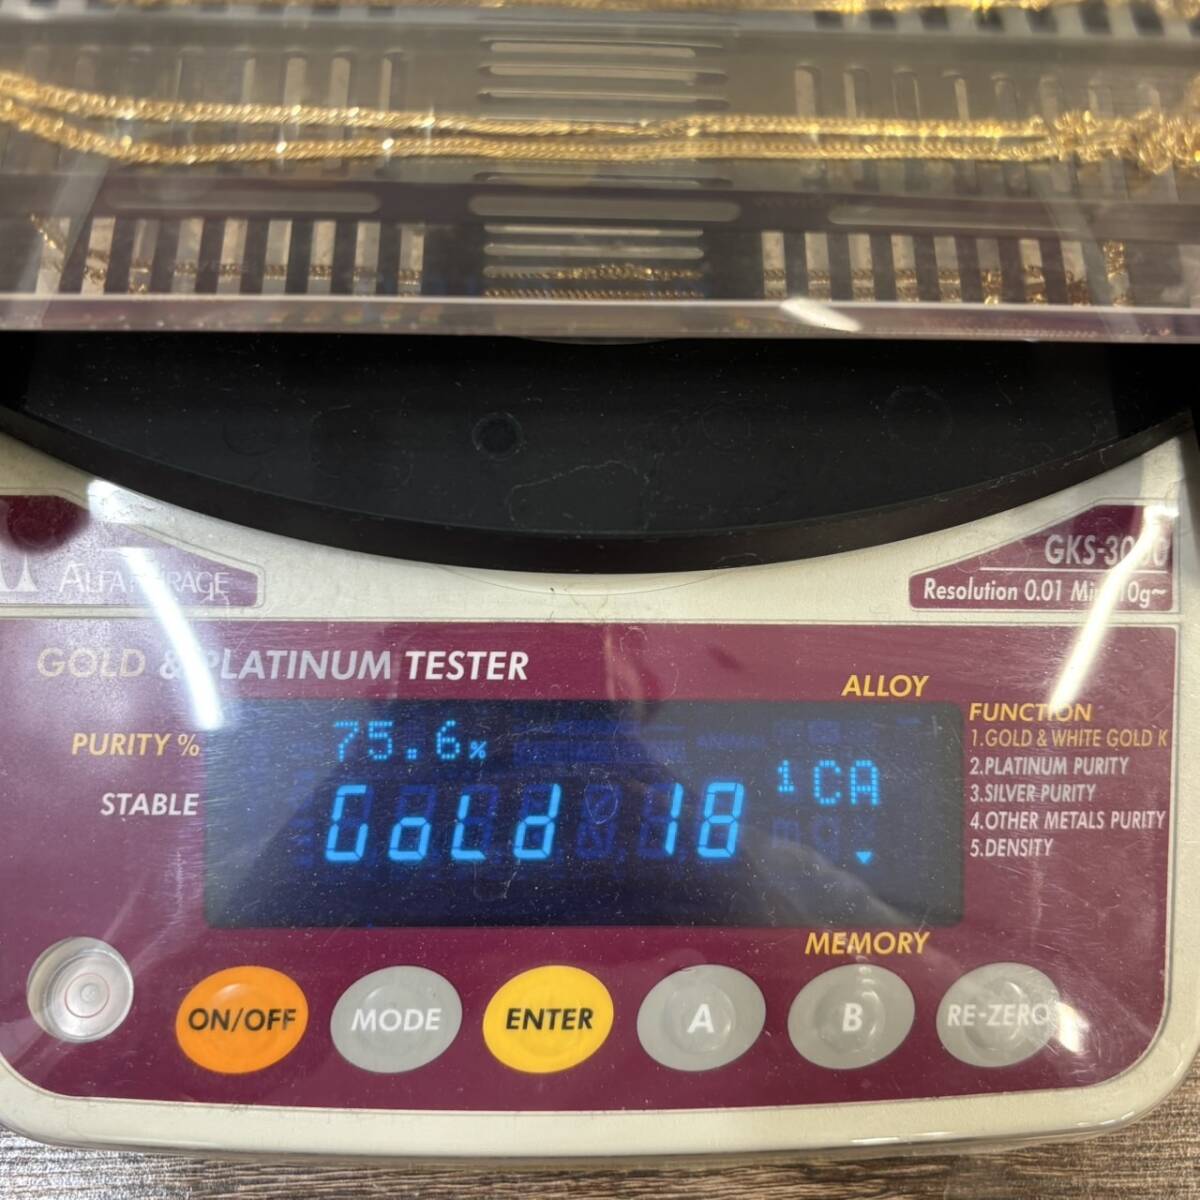 GKS-3000
ALFA MIRAGE
Resolution 0.01 Min 10g~
GOLD & PLATINUM TESTER
ALLOY
PURITY %
75.6%
STABLE
GoLd 18
1CA
FUNCTION
1.GOLD & WHITE GOLD K
2.PLATINUM PURITY
3.SILVER PURITY
4.OTHER METALS PURITY
5.DENSITY
MEMORY
ON/OFF
MODE
ENTER
A
B
RE-ZERO